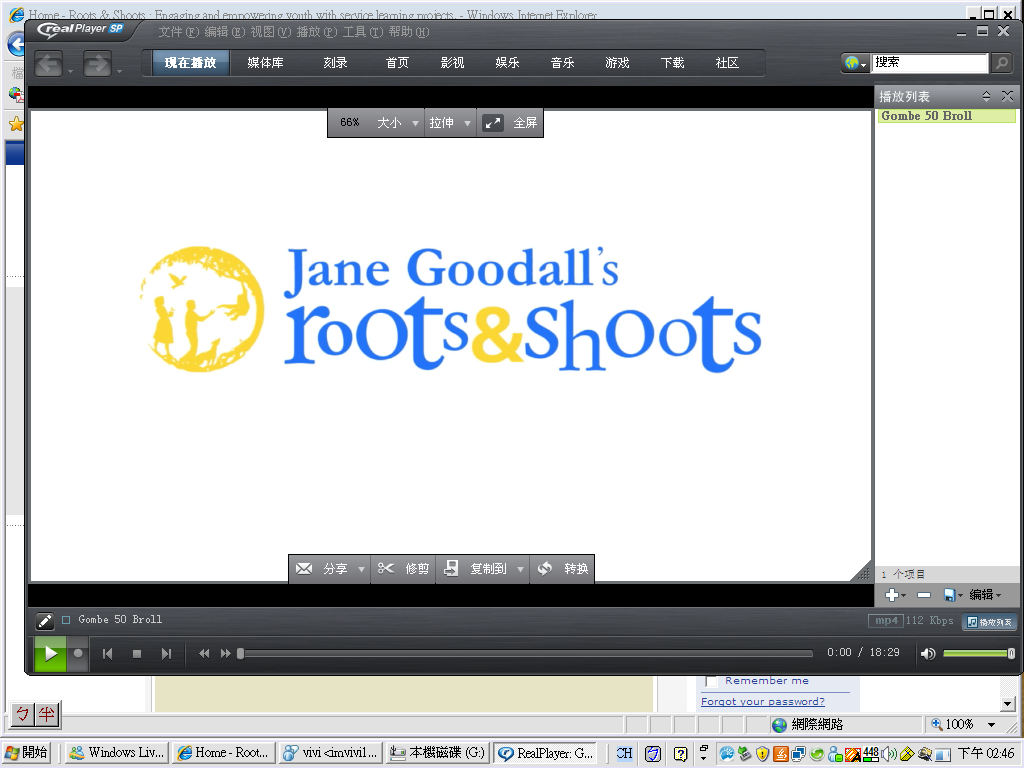 Home - Roots & Shoots : Engaging and empowering youth with service learning projects. - Windows Internet Explorer
realPlayer SP 文件(F) 编辑(E) 视图(V) 播放(P) 工具(T) 帮助(H)
现在播放 媒体库 刻录 首页 影视 娱乐 音乐 游戏 下载 社区 搜索
播放列表
66% 大小 拉伸 全屏
Gombe 50 Broll
Jane Goodall's
roots&shoots
分享 修剪 复制到 转换
1 个项目
编辑
Gombe 50 Broll
mp4 112 Kbps 播放列表
0:00 / 18:29
Remember me
Forgot your password?
ㄅ 半
網際網路 100%
開始 Windows Liv... Home - Root... vivi <imvivi1... 本機磁碟 (G:) RealPlayer: G... CH 448 下午 02:46